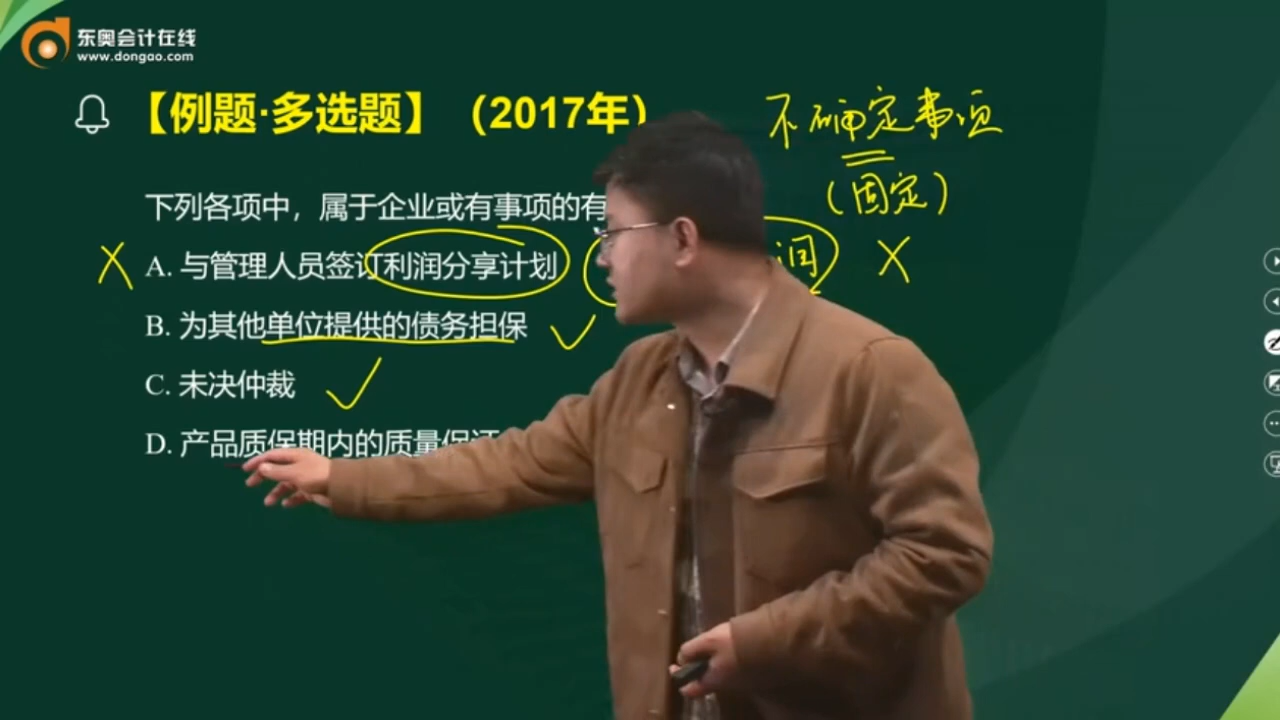 东奥会计在线
www.dongao.com
【例题·多选题】（2017年）
不确定事项
（固定）
下列各项中，属于企业或有事项的有
A. 与管理人员签订利润分享计划
润
B. 为其他单位提供的债务担保
C. 未决仲裁
D. 产品质保期内的质量保证